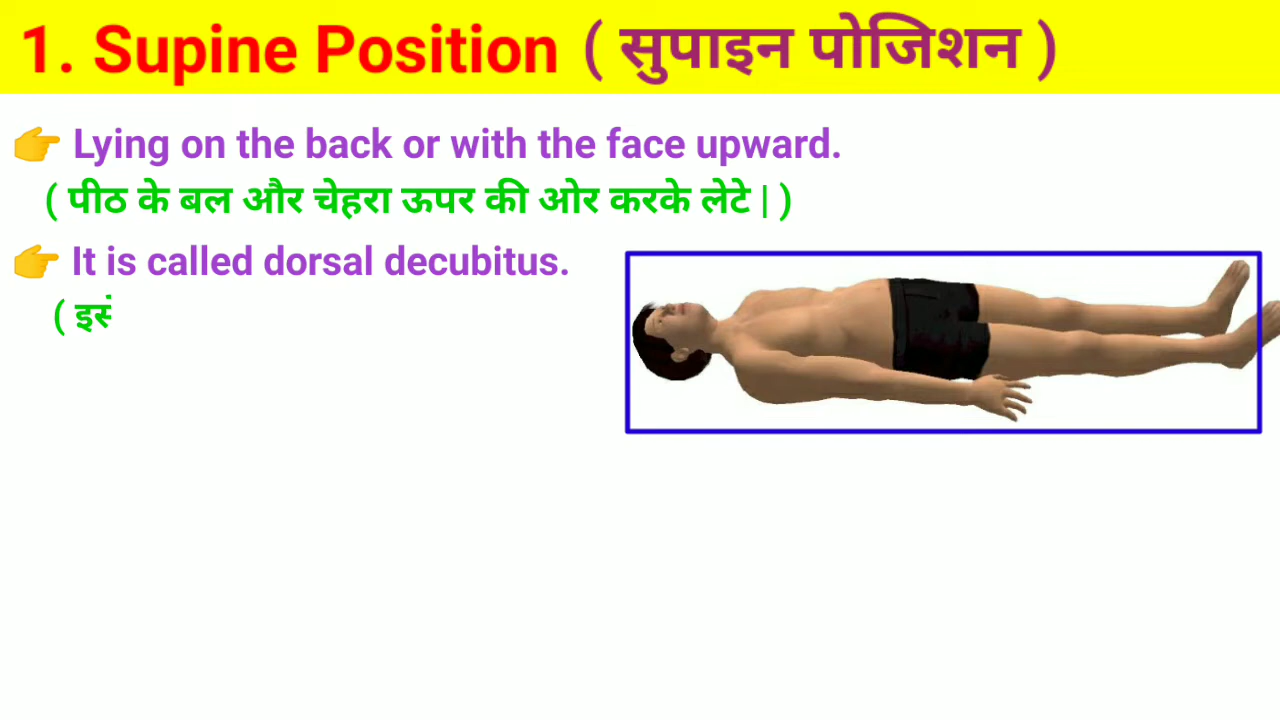 1. Supine Position ( सुपाइन पोजिशन )
👉 Lying on the back or with the face upward.
( पीठ के बल और चेहरा ऊपर की ओर करके लेटे | )
👉 It is called dorsal decubitus.
(